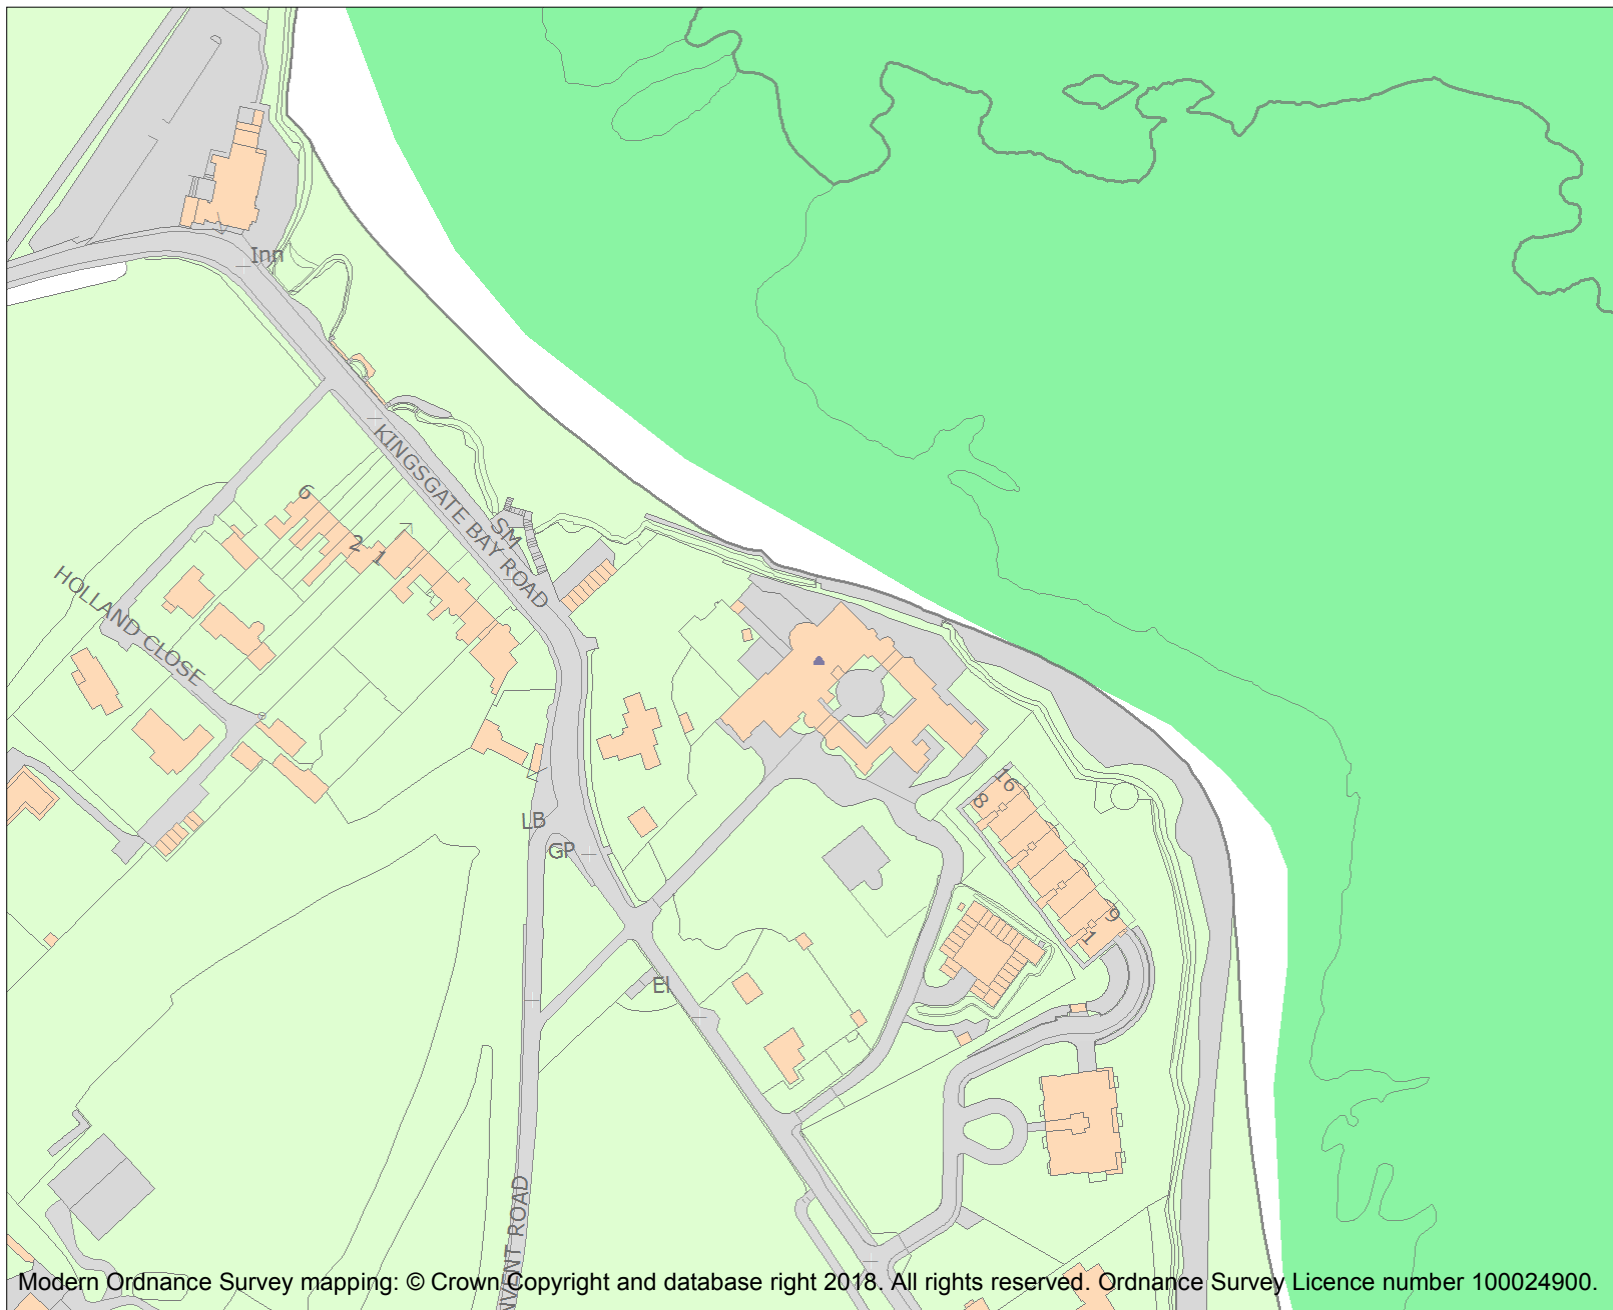 Inn
KINGSGATE BAY ROAD
6
SM
2
1
HOLLAND CLOSE
16
8
LB
GP
9
1
El
NVENT ROAD
Modern Ordnance Survey mapping: © Crown Copyright and database right 2018. All rights reserved. Ordnance Survey Licence number 100024900.